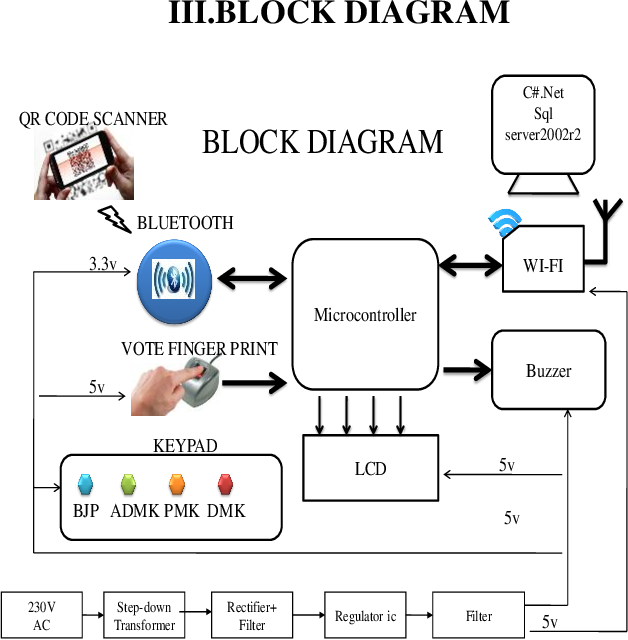 III.BLOCK DIAGRAM
C#.Net
Sql
server2002r2
QR CODE SCANNER
BLOCK DIAGRAM
BLUETOOTH
3.3v
WI-FI
Microcontroller
VOTE FINGER PRINT
5v
Buzzer
KEYPAD
LCD
5v
BJP ADMK PMK DMK
5v
230V
AC
Step-down
Transformer
Rectifier+
Filter
Regulator ic
Filter
5v